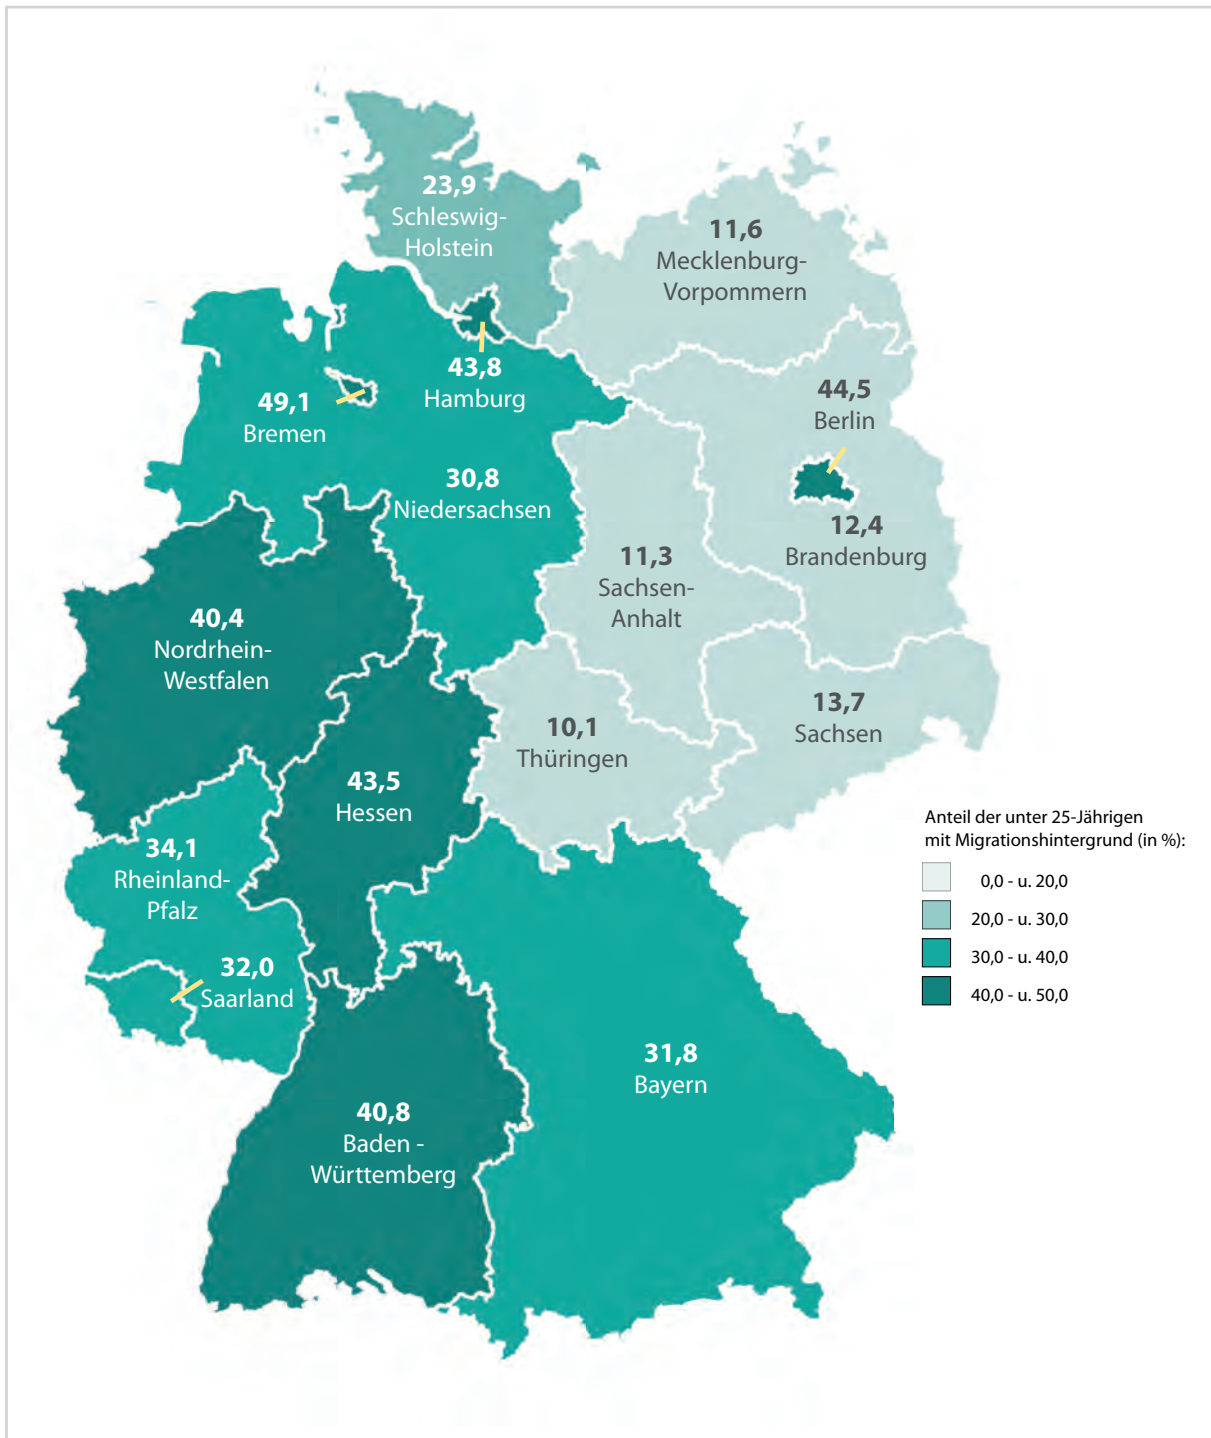 23,9
Schleswig-
Holstein
11,6
Mecklenburg-
Vorpommern
43,8
Hamburg
49,1
Bremen
44,5
Berlin
30,8
Niedersachsen
12,4
Brandenburg
11,3
Sachsen-
Anhalt
40,4
Nordrhein-
Westfalen
13,7
Sachsen
10,1
Thüringen
43,5
Hessen
34,1
Rheinland-
Pfalz
32,0
Saarland
31,8
Bayern
40,8
Baden -
Württemberg
Anteil der unter 25-Jährigen
mit Migrationshintergrund (in %):
0,0 - u. 20,0
20,0 - u. 30,0
30,0 - u. 40,0
40,0 - u. 50,0